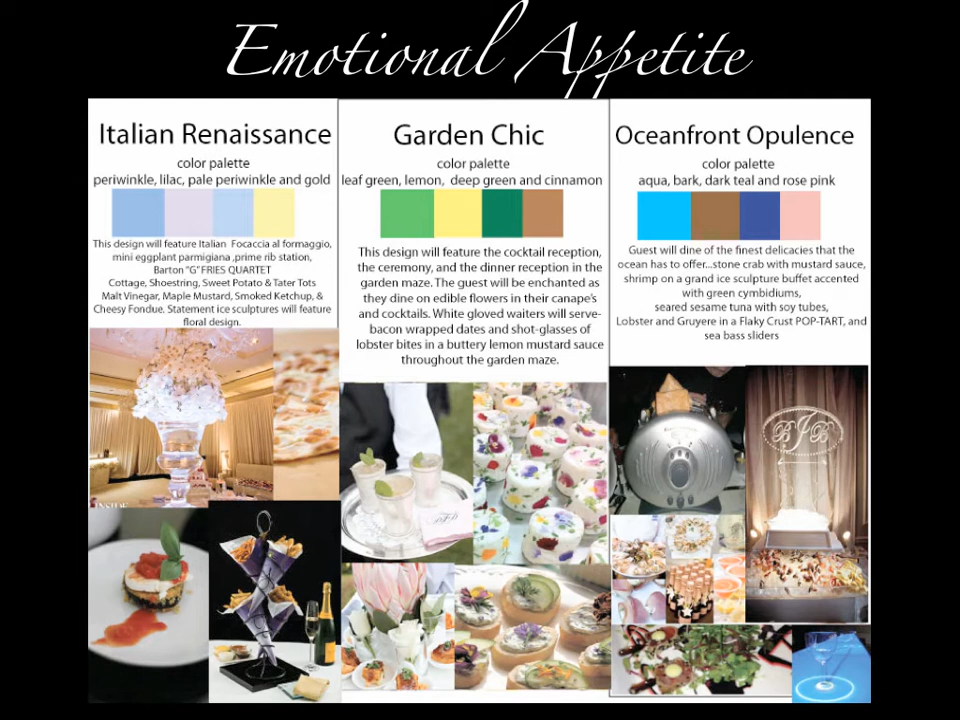 Emotional Appetite
Italian Renaissance
color palette
periwinkle, lilac, pale periwinkle and gold
This design will feature Italian Focaccia al formaggio,
mini eggplant parmigiana ,prime rib station,
Barton "G" FRIES QUARTET
Cottage, Shoestring, Sweet Potato & Tater Tots
Malt Vinegar, Maple Mustard, Smoked Ketchup, &
Cheesy Fondue. Statement ice sculptures will feature
floral design.
INSIDE
Garden Chic
color palette
leaf green, lemon, deep green and cinnamon
This design will feature the cocktail reception,
the ceremony, and the dinner reception in the
garden maze. The guest will be enchanted as
they dine on edible flowers in their canape's
and cocktails. White gloved waiters will serve-
bacon wrapped dates and shot-glasses of
lobster bites in a buttery lemon mustard sauce
throughout the garden maze.
Oceanfront Opulence
color palette
aqua, bark, dark teal and rose pink
Guest will dine of the finest delicacies that the
ocean has to offer...stone crab with mustard sauce,
shrimp on a grand ice sculpture buffet accented
with green cymbidiums,
seared sesame tuna with soy tubes,
Lobster and Gruyere in a Flaky Crust POP-TART, and
sea bass sliders